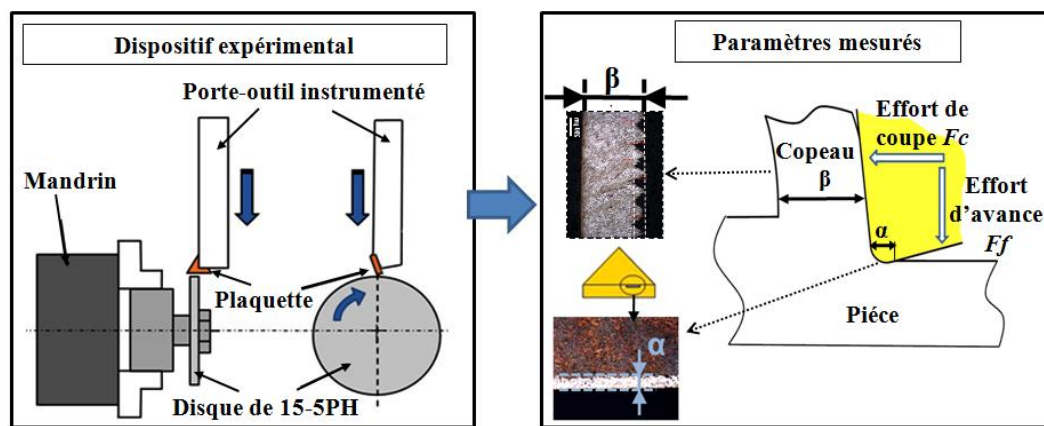 Dispositif expérimental
Porte-outil instrumenté
Mandrin
Plaquette
Disque de 15-5PH
Paramètres mesurés
β
Effort de
coupe Fc
Copeau
β
Effort
d'avance
Ff
α
Piéce
α